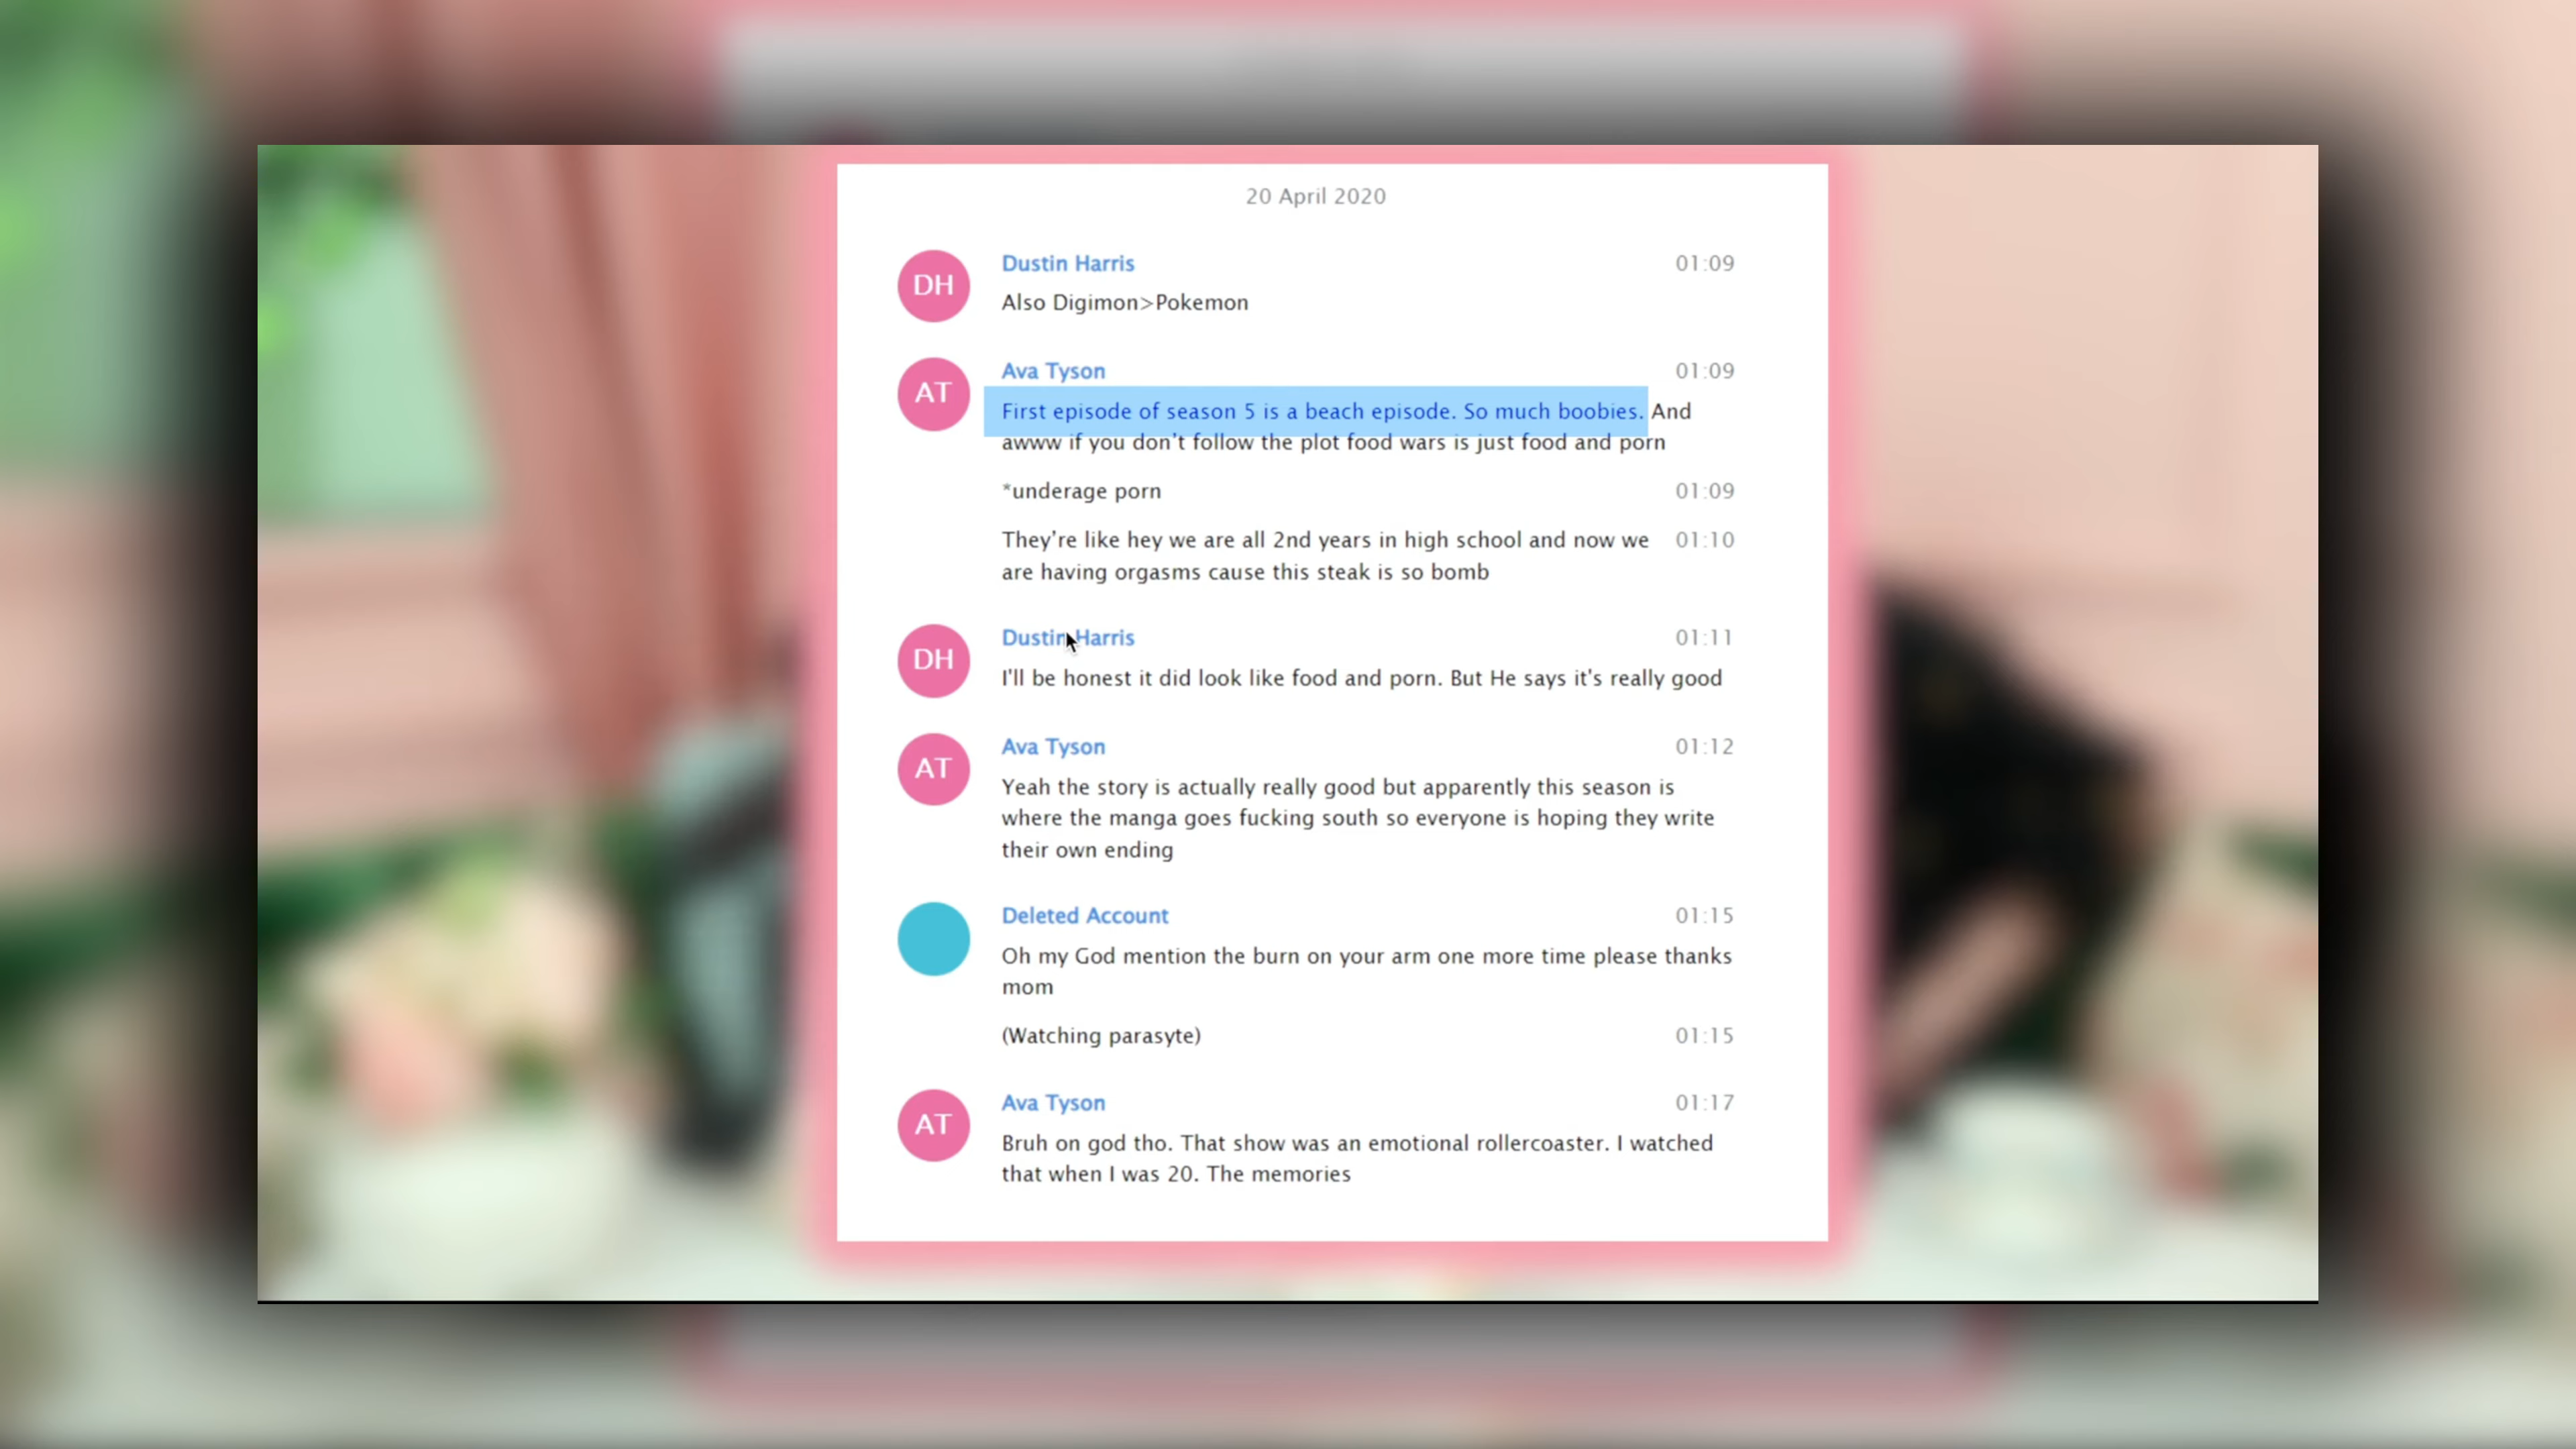 20 April 2020
DH
Dustin Harris 01:09
Also Digimon>Pokemon
AT
Ava Tyson 01:09
First episode of season 5 is a beach episode. So much boobies. And
awww if you don't follow the plot food wars is just food and porn
*underage porn 01:09
They're like hey we are all 2nd years in high school and now we 01:10
are having orgasms cause this steak is so bomb
DH
Dustin Harris 01:11
I'll be honest it did look like food and porn. But He says it's really good
AT
Ava Tyson 01:12
Yeah the story is actually really good but apparently this season is
where the manga goes fucking south so everyone is hoping they write
their own ending
Deleted Account 01:15
Oh my God mention the burn on your arm one more time please thanks
mom
(Watching parasyte) 01:15
AT
Ava Tyson 01:17
Bruh on god tho. That show was an emotional rollercoaster. I watched
that when I was 20. The memories